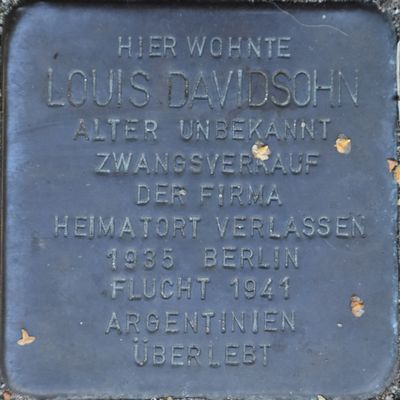 HIER WOHNTE
LOUIS DAVIDSOHN
ALTER UNBEKANNT
ZWANGSVERKAUF
DER FIRMA
HEIMATORT VERLASSEN
1935 BERLIN
FLUCHT 1941
ARGENTINIEN
ÜBERLEBT